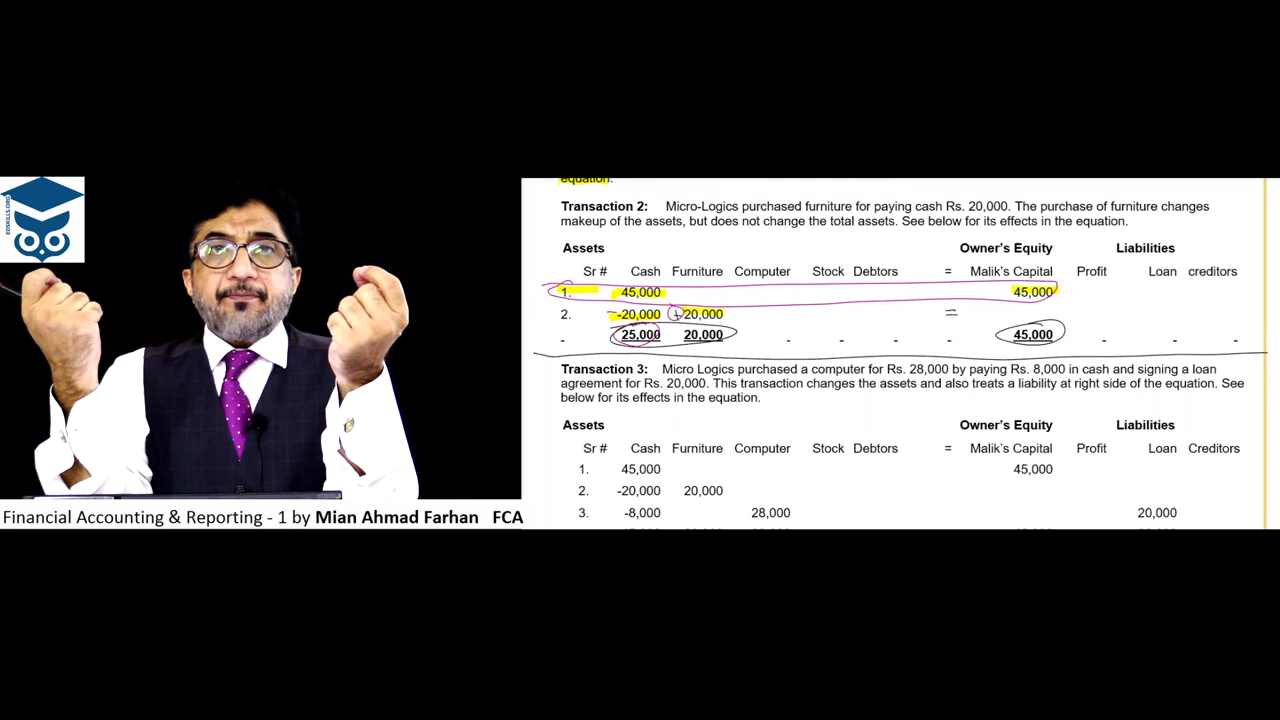 EDSKILLS.ORG
Financial Accounting & Reporting - 1 by Mian Ahmad Farhan FCA
equation.
Transaction 2: Micro-Logics purchased furniture for paying cash Rs. 20,000. The purchase of furniture changes
makeup of the assets, but does not change the total assets. See below for its effects in the equation.
Assets Owner's Equity Liabilities
Sr # Cash Furniture Computer Stock Debtors = Malik's Capital Profit Loan creditors
1. 45,000 45,000
2. -20,000 +20,000 =
- 25,000 20,000 - - - - 45,000 - - -
Transaction 3: Micro Logics purchased a computer for Rs. 28,000 by paying Rs. 8,000 in cash and signing a loan
agreement for Rs. 20,000. This transaction changes the assets and also treats a liability at right side of the equation. See
below for its effects in the equation.
Assets Owner's Equity Liabilities
Sr # Cash Furniture Computer Stock Debtors = Malik's Capital Profit Loan Creditors
1. 45,000 45,000
2. -20,000 20,000
3. -8,000 28,000 20,000